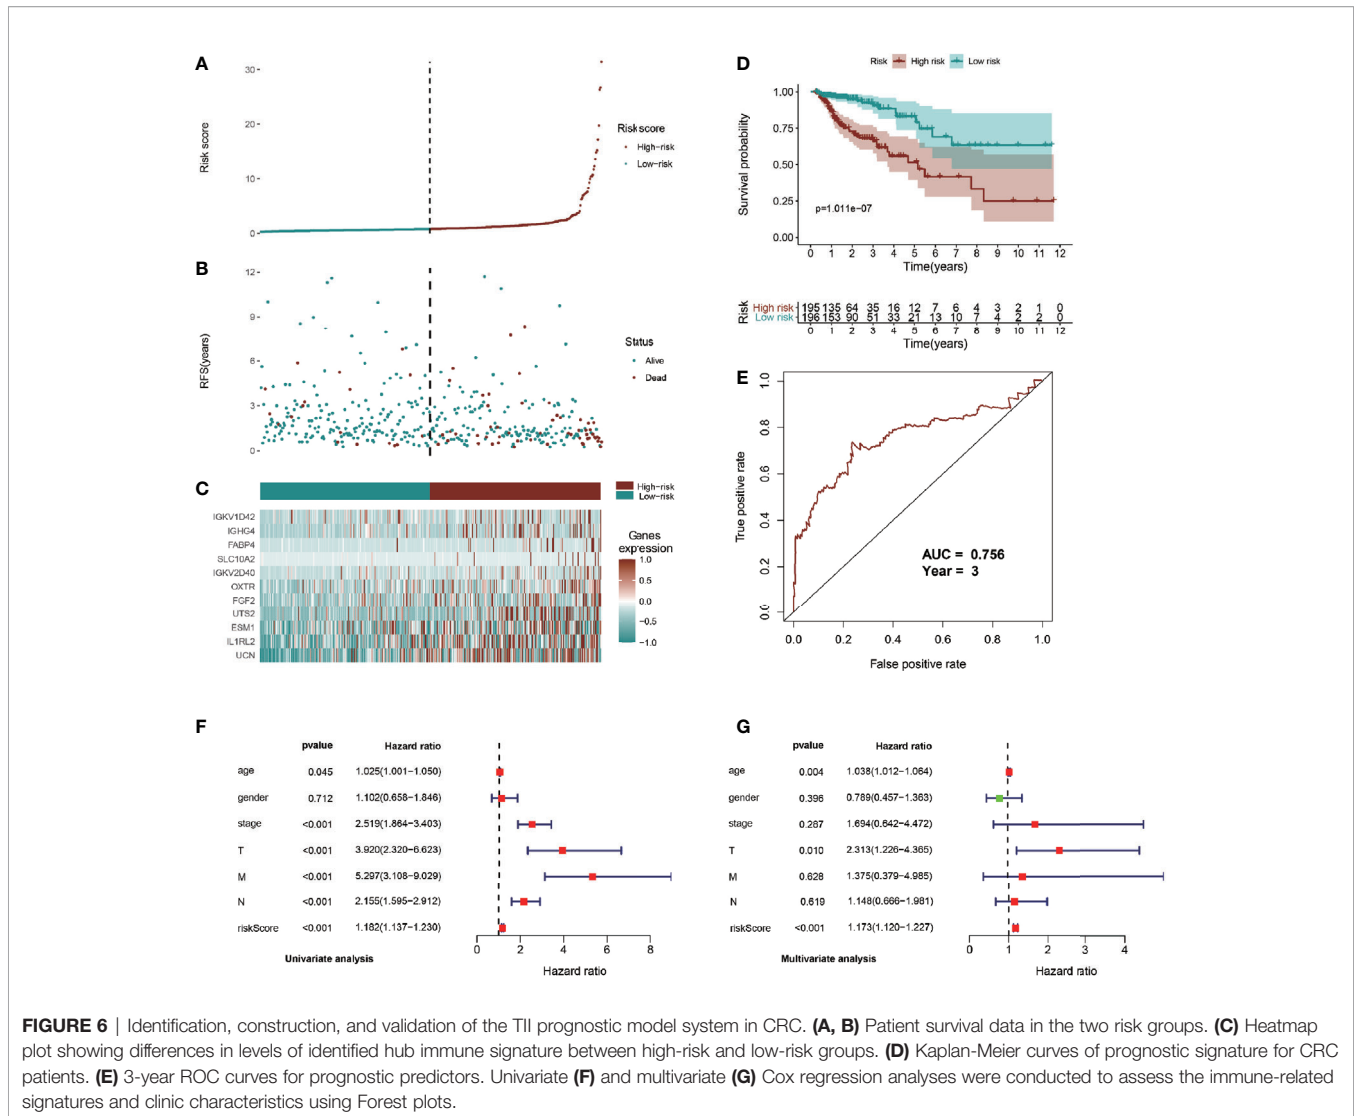 A
30
20
10
0
Risk score
Riskscore
High-risk
Low-risk
B
12
9
6
3
0
RFS(years)
Status
Alive
Dead
C
High-risk
Low-risk
IGKV1D42
IGHG4
FABP4
SLC10A2
IGKV2D40
OXTR
FGF2
UTS2
ESM1
IL1RL2
UCN
Genes
expression
1.0
0.5
0.0
-0.5
-1.0
D
Risk High risk Low risk
1.00
0.75
0.50
0.25
0.00
Survival probability
p=1.011e-07
0 1 2 3 4 5 6 7 8 9 10 11 12
Time(years)
Risk
High risk 195 135 64 35 16 12 7 6 4 3 2 1 0
Low risk 196 153 90 51 33 21 13 10 7 4 2 2 0
0 1 2 3 4 5 6 7 8 9 10 11 12
Time(years)
E
1.0
0.8
0.6
0.4
0.2
0.0
True positive rate
AUC = 0.756
Year = 3
0.0 0.2 0.4 0.6 0.8 1.0
False positive rate
F
pvalue Hazard ratio
age 0.045 1.025(1.001-1.050)
gender 0.712 1.102(0.658-1.846)
stage <0.001 2.519(1.864-3.403)
T <0.001 3.920(2.320-6.623)
M <0.001 5.297(3.108-9.029)
N <0.001 2.155(1.595-2.912)
riskScore <0.001 1.182(1.137-1.230)
0 2 4 6 8
Univariate analysis
Hazard ratio
G
pvalue Hazard ratio
age 0.004 1.038(1.012-1.064)
gender 0.396 0.789(0.457-1.363)
stage 0.287 1.694(0.642-4.472)
T 0.010 2.313(1.226-4.365)
M 0.628 1.375(0.379-4.985)
N 0.619 1.148(0.666-1.981)
riskScore <0.001 1.173(1.120-1.227)
0 1 2 3 4
Multivariate analysis
Hazard ratio
FIGURE 6 | Identification, construction, and validation of the TII prognostic model system in CRC. (A, B) Patient survival data in the two risk groups. (C) Heatmap
plot showing differences in levels of identified hub immune signature between high-risk and low-risk groups. (D) Kaplan-Meier curves of prognostic signature for CRC
patients. (E) 3-year ROC curves for prognostic predictors. Univariate (F) and multivariate (G) Cox regression analyses were conducted to assess the immune-related
signatures and clinic characteristics using Forest plots.